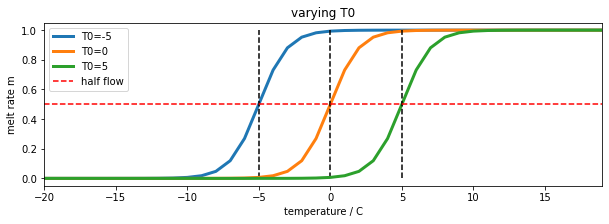 varying T0
melt rate m
1.0
0.8
0.6
0.4
0.2
0.0
T0=-5
T0=0
T0=5
half flow
−20 −15 −10 −5 0 5 10 15
temperature / C